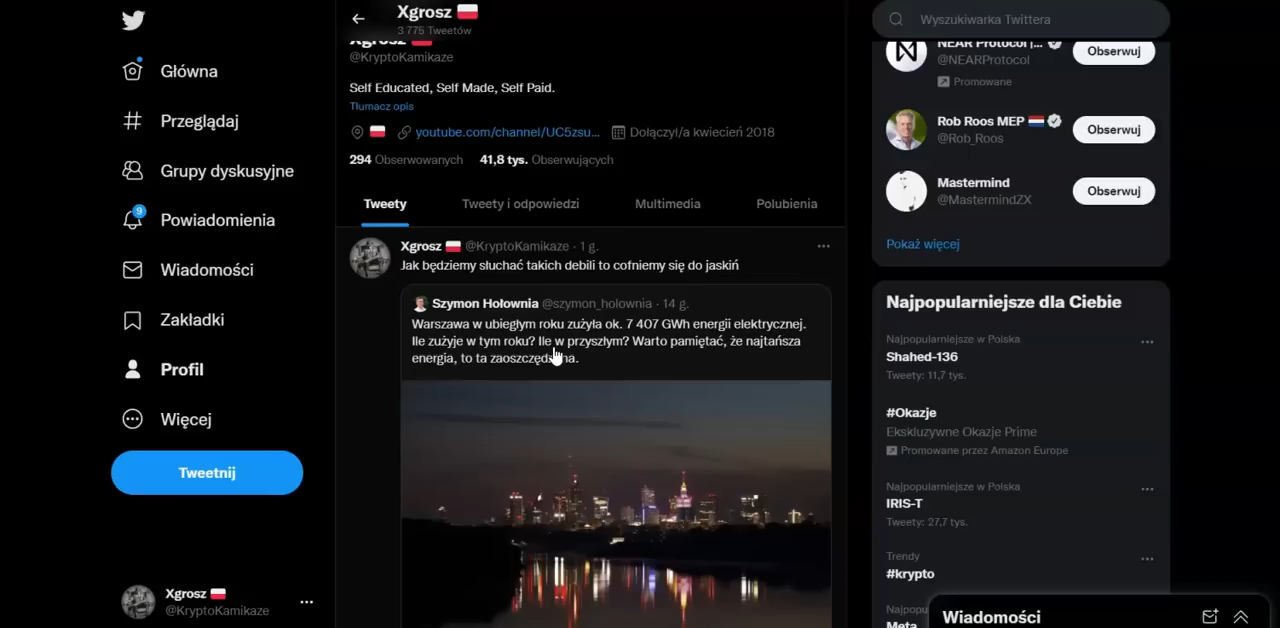 Główna
Przeglądaj
Grupy dyskusyjne
9
Powiadomienia
Wiadomości
Zakładki
Profil
Więcej
Tweetnij
Xgrosz
@KryptoKamikaze
Xgrosz
3 775 Tweetów
Xgrosz
@KryptoKamikaze
Self Educated, Self Made, Self Paid.
Tłumacz opis
youtube.com/channel/UC5zsu... Dołączył/a kwiecień 2018
294 Obserwowanych 41,8 tys. Obserwujących
Tweety Tweety i odpowiedzi Multimedia Polubienia
Xgrosz @KryptoKamikaze · 1 g.
Jak będziemy słuchać takich debili to cofniemy się do jaskiń
Szymon Hołownia @szymon_holownia · 14 g.
Warszawa w ubiegłym roku zużyła ok. 7 407 GWh energii elektrycznej.
Ile zużyje w tym roku? Ile w przyszłym? Warto pamiętać, że najtańsza
energia, to ta zaoszczędzona.
Wyszukiwarka Twittera
NEAR Protocol |...
@NEARProtocol
Obserwuj
Promowane
Rob Roos MEP
@Rob_Roos
Obserwuj
Mastermind
@MastermindZX
Obserwuj
Pokaż więcej
Najpopularniejsze dla Ciebie
Najpopularniejsze w Polska
Shahed-136
Tweety: 11,7 tys.
#Okazje
Ekskluzywne Okazje Prime
Promowane przez Amazon Europe
Najpopularniejsze w Polska
IRIS-T
Tweety: 27,7 tys.
Trendy
#krypto
Najpopu
Meta
Wiadomości